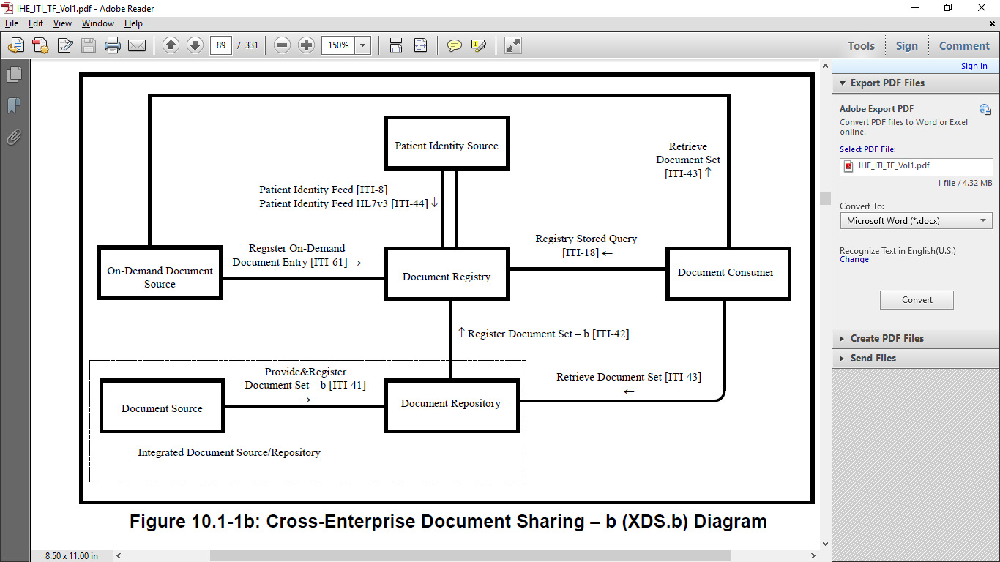 IHE_ITI_TF_Vol1.pdf - Adobe Reader
File Edit View Window Help
89 / 331 150% Tools Sign Comment
Sign In
Export PDF Files
Adobe Export PDF
Convert PDF files to Word or Excel
online.
Select PDF File:
IHE_ITI_TF_Vol1.pdf
1 file / 4.32 MB
Convert To:
Microsoft Word (*.docx)
Recognize Text in English(U.S.)
Change
Convert
Create PDF Files
Send Files
Patient Identity Source
Retrieve
Document Set
[ITI-43] ↑
Patient Identity Feed [ITI-8]
Patient Identity Feed HL7v3 [ITI-44] ↓
Register On-Demand
Document Entry [ITI-61] →
Registry Stored Query
[ITI-18] ←
On-Demand Document
Source
Document Registry
Document Consumer
↑ Register Document Set – b [ITI-42]
Provide&Register
Document Set – b [ITI-41]
→
Retrieve Document Set [ITI-43]
←
Document Source
Document Repository
Integrated Document Source/Repository
Figure 10.1-1b: Cross-Enterprise Document Sharing – b (XDS.b) Diagram
8.50 x 11.00 in